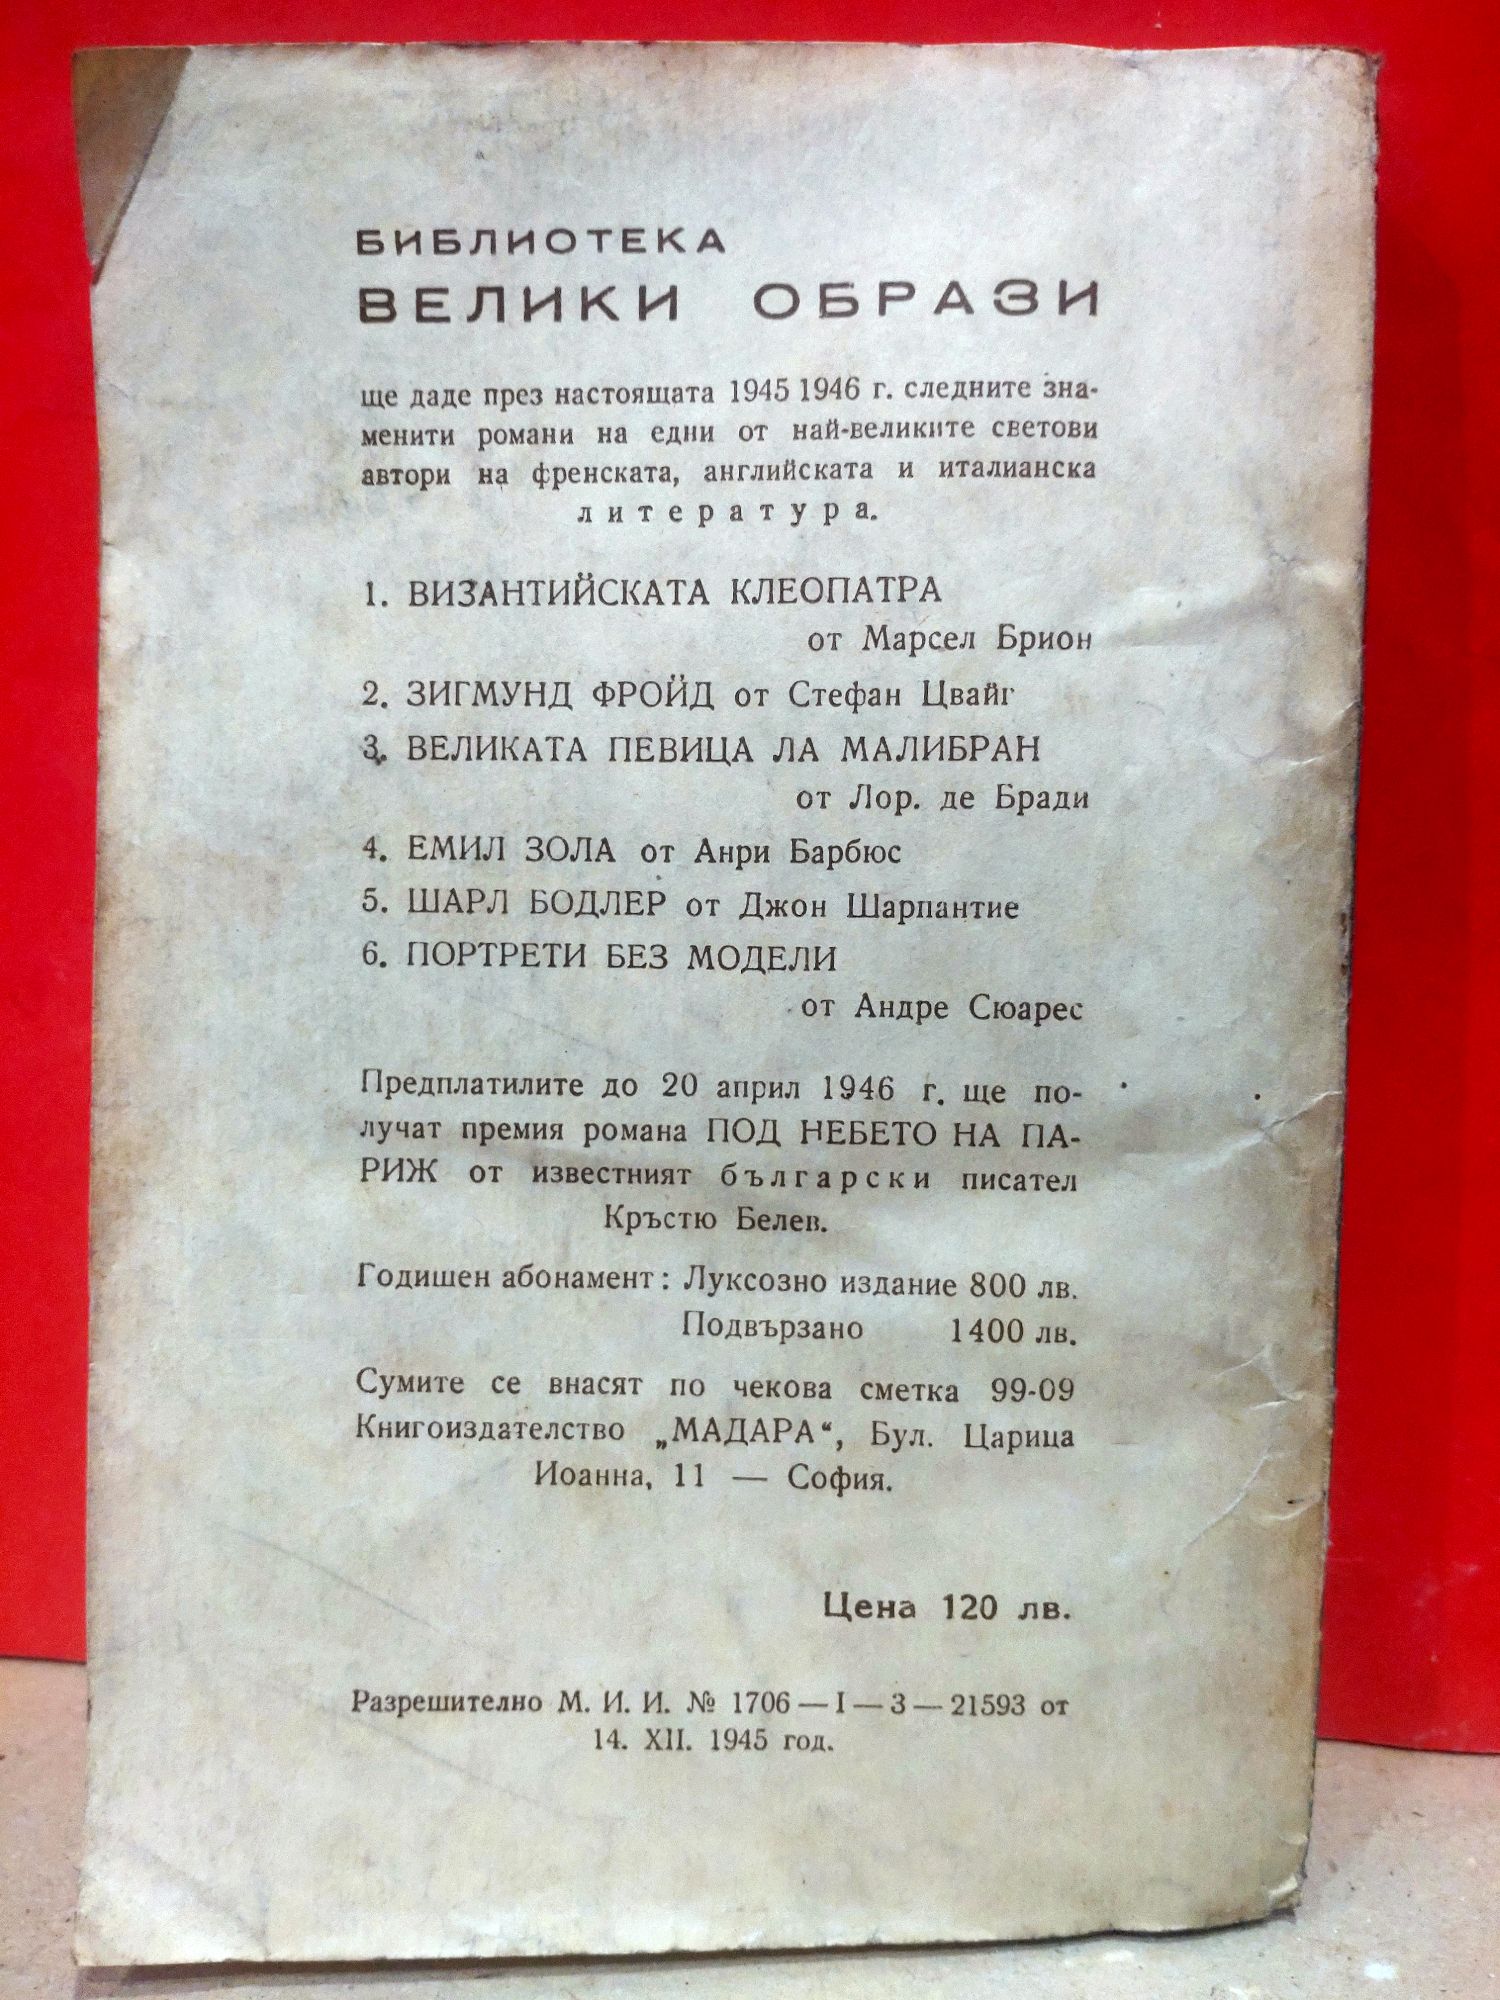 БИБЛИОТЕКА
ВЕЛИКИ ОБРАЗИ
ще даде през настоящата 1945 1946 г. следните зна-
менити романи на едни от най-великите светови
автори на френската, английската и италианска
литература.
1. ВИЗАНТИЙСКАТА КЛЕОПАТРА
от Марсел Брион
2. ЗИГМУНД ФРОЙД от Стефан Цвайг
3. ВЕЛИКАТА ПЕВИЦА ЛА МАЛИБРАН
от Лор. де Бради
4. ЕМИЛ ЗОЛА от Анри Барбюс
5. ШАРЛ БОДЛЕР от Джон Шарпантие
6. ПОРТРЕТИ БЕЗ МОДЕЛИ
от Андре Сюарес
Предплатилите до 20 април 1946 г. ще по-
лучат премия романа ПОД НЕБЕТО НА ПА-
РИЖ от известният български писател
Кръстю Белев.
Годишен абонамент: Луксозно издание 800 лв.
Подвързано 1400 лв.
Сумите се внасят по чекова сметка 99-09
Книгоиздателство „МАДАРА“, Бул. Царица
Иоанна, 11 — София.
Цена 120 лв.
Разрешително М. И. И. № 1706 — I — 3 — 21593 от
14. XII. 1945 год.